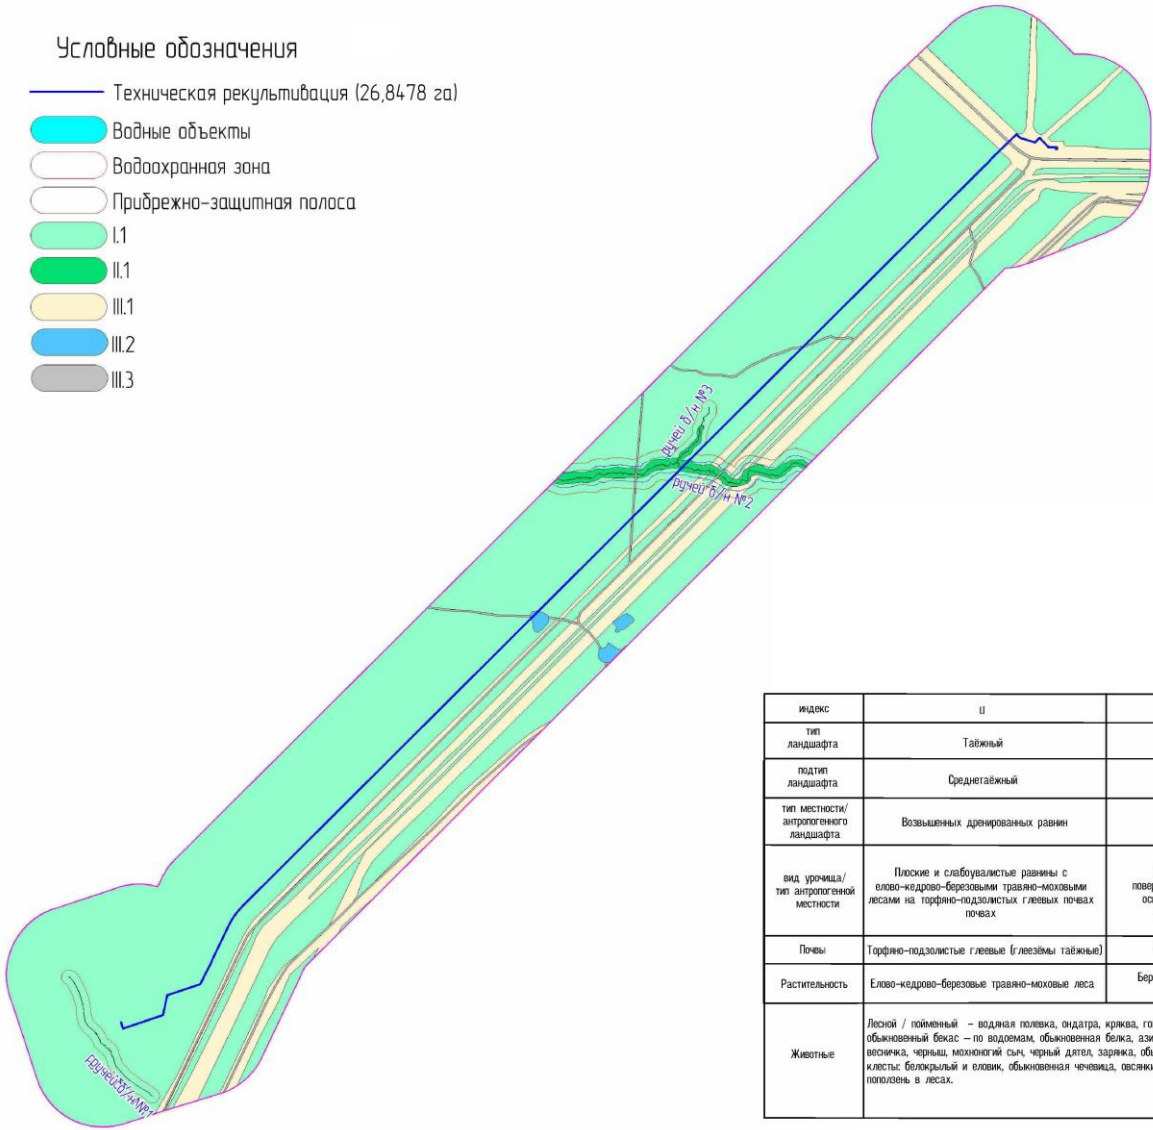 Условные обозначения
Техническая рекультивация (26,8478 га)
Водные объекты
Водоохранная зона
Прибрежно-защитная полоса
I.1
II.1
III.1
III.2
III.3
ручей б/н №3
ручей б/н №2
индекс
тип
ландшафта
Таёжный
подтип
ландшафта
Среднетаёжный
тип местности/
антропогенного
ландшафта
Возвышенных дренированных равнин
вид урочища/
тип антропогенной
местности
Плоские и слабоувалистые равнины с
елово-кедрово-березовыми травяно-моховыми
лесами на торфяно-подзолистых глеевых почвах
почвах
Почвы
Торфяно-подзолистые глеевые (глеезёмы таёжные)
Растительность
Елово-кедрово-березовые травяно-моховые леса
Животные
Лесной / пойменный – водяная полевка, ондатра, кряква,
обыкновенный бекас – по водоемам, обыкновенная белка,
весничка, черныш, мохноногий сыч, черный дятел, зарянка,
клесты: белокрылый и еловик, обыкновенная чечевица,
поползень в лесах.